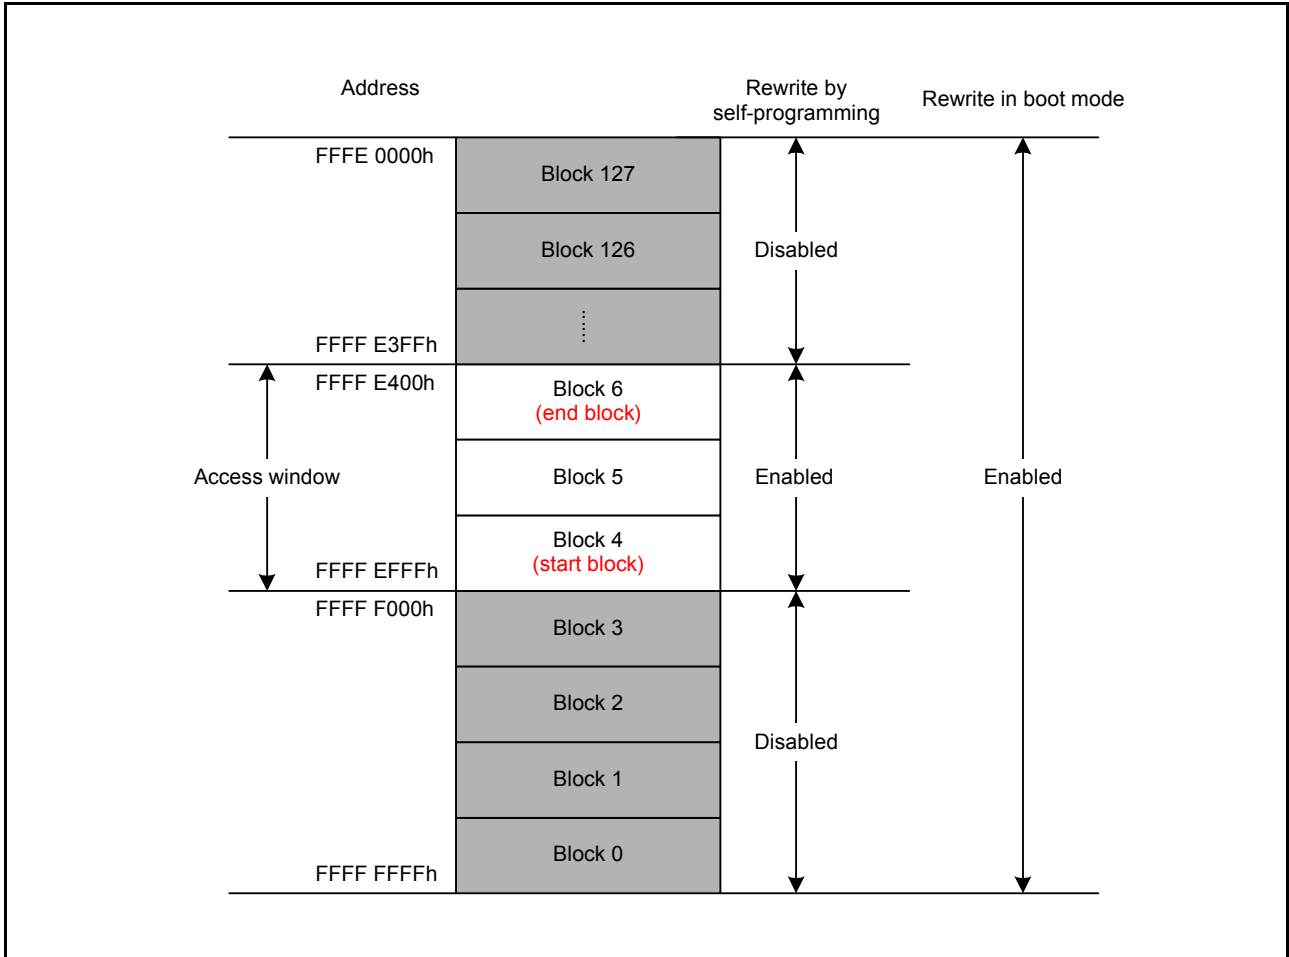 Address
Rewrite by
self-programming
Rewrite in boot mode
FFFE 0000h
Block 127
Block 126
Disabled
......
FFFF E3FFh
FFFF E400h
Block 6
(end block)
Access window
Block 5
Enabled
Enabled
Block 4
(start block)
FFFF EFFFh
FFFF F000h
Block 3
Block 2
Disabled
Block 1
Block 0
FFFF FFFFh